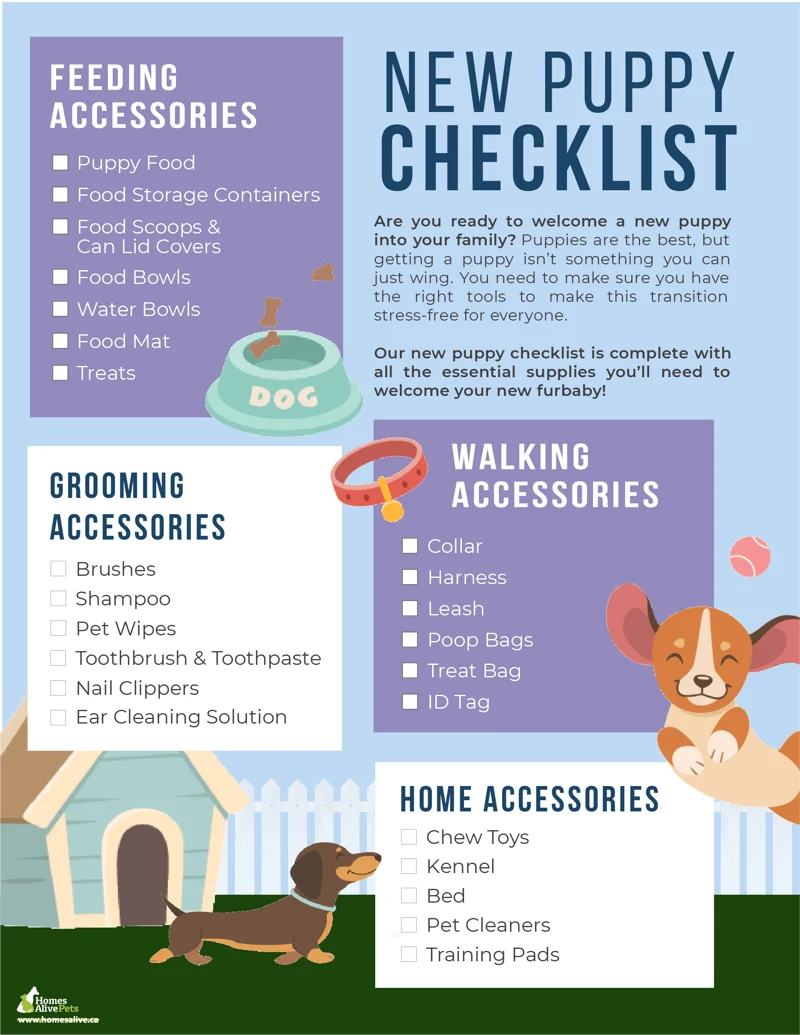 NEW PUPPY
CHECKLIST
Are you ready to welcome a new puppy
into your family? Puppies are the best, but
getting a puppy isn't something you can
just wing. You need to make sure you have
the right tools to make this transition
stress-free for everyone.
Our new puppy checklist is complete with
all the essential supplies you'll need to
welcome your new furbaby!
FEEDING
ACCESSORIES
Puppy Food
Food Storage Containers
Food Scoops &
Can Lid Covers
Food Bowls
Water Bowls
Food Mat
Treats
DOG
GROOMING
ACCESSORIES
Brushes
Shampoo
Pet Wipes
Toothbrush & Toothpaste
Nail Clippers
Ear Cleaning Solution
WALKING
ACCESSORIES
Collar
Harness
Leash
Poop Bags
Treat Bag
ID Tag
HOME ACCESSORIES
Chew Toys
Kennel
Bed
Pet Cleaners
Training Pads
Homes
AlivePets
www.homesalive.ca